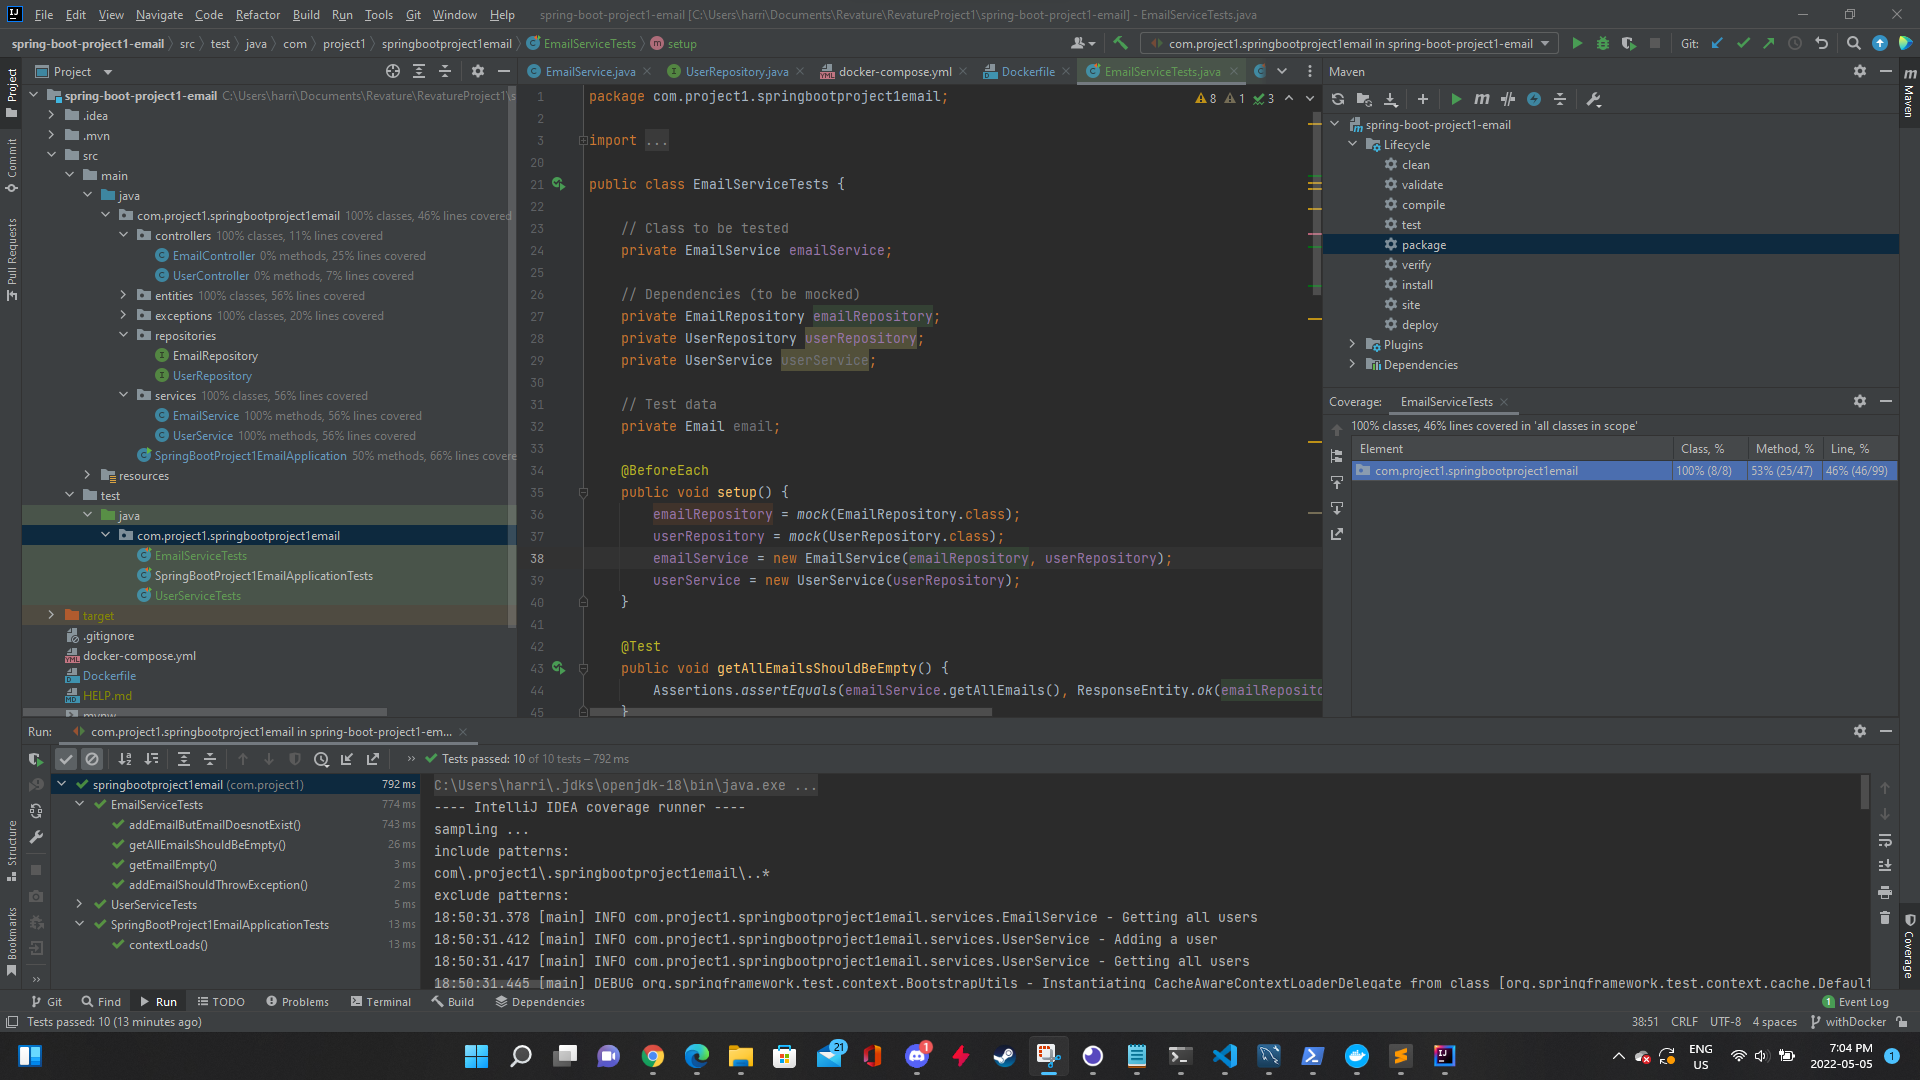 File Edit View Navigate Code Refactor Build Run Tools Git Window Help spring-boot-project1-email [C:\Users\harri\Documents\Revature\RevatureProject1\spring-boot-project1-email] - EmailServiceTests.java
spring-boot-project1-email src test java com project1 springbootproject1email EmailServiceTests setup
com.project1.springbootproject1email in spring-boot-project1-email Git:
Project
EmailService.java UserRepository.java docker-compose.yml Dockerfile EmailServiceTests.java
Maven
Project
Commit
Pull Requests
Structure
Bookmarks
spring-boot-project1-email C:\Users\harri\Documents\Revature\RevatureProject1\s
.idea
.mvn
src
main
java
com.project1.springbootproject1email 100% classes, 46% lines covered
controllers 100% classes, 11% lines covered
EmailController 0% methods, 25% lines covered
UserController 0% methods, 7% lines covered
entities 100% classes, 56% lines covered
exceptions 100% classes, 20% lines covered
repositories
EmailRepository
UserRepository
services 100% classes, 56% lines covered
EmailService 100% methods, 56% lines covered
UserService 100% methods, 56% lines covered
SpringBootProject1EmailApplication 50% methods, 66% lines covere
resources
test
java
com.project1.springbootproject1email
EmailServiceTests
SpringBootProject1EmailApplicationTests
UserServiceTests
target
.gitignore
docker-compose.yml
Dockerfile
HELP.md
mvnw
8 1 3
1 package com.project1.springbootproject1email;
2
3 import ...
20
21 public class EmailServiceTests {
22
23 // Class to be tested
24 private EmailService emailService;
25
26 // Dependencies (to be mocked)
27 private EmailRepository emailRepository;
28 private UserRepository userRepository;
29 private UserService userService;
30
31 // Test data
32 private Email email;
33
34 @BeforeEach
35 public void setup() {
36 emailRepository = mock(EmailRepository.class);
37 userRepository = mock(UserRepository.class);
38 emailService = new EmailService(emailRepository, userRepository);
39 userService = new UserService(userRepository);
40 }
41
42 @Test
43 public void getAllEmailsShouldBeEmpty() {
44 Assertions.assertEquals(emailService.getAllEmails(), ResponseEntity.ok(emailReposito
45 }
spring-boot-project1-email
Lifecycle
clean
validate
compile
test
package
verify
install
site
deploy
Plugins
Dependencies
Maven
Coverage
Coverage: EmailServiceTests
100% classes, 46% lines covered in 'all classes in scope'
Element Class, % Method, % Line, %
com.project1.springbootproject1email 100% (8/8) 53% (25/47) 46% (46/99)
Run: com.project1.springbootproject1email in spring-boot-project1-em...
Tests passed: 10 of 10 tests – 792 ms
springbootproject1email (com.project1) 792 ms
EmailServiceTests 774 ms
addEmailButEmailDoesnotExist() 743 ms
getAllEmailsShouldBeEmpty() 26 ms
getEmailEmpty() 3 ms
addEmailShouldThrowException() 2 ms
UserServiceTests 5 ms
SpringBootProject1EmailApplicationTests 13 ms
contextLoads() 13 ms
C:\Users\harri\.jdks\openjdk-18\bin\java.exe ...
---- IntelliJ IDEA coverage runner ----
sampling ...
include patterns:
com\.project1\.springbootproject1email\..*
exclude patterns:
18:50:31.378 [main] INFO com.project1.springbootproject1email.services.EmailService - Getting all users
18:50:31.412 [main] INFO com.project1.springbootproject1email.services.UserService - Adding a user
18:50:31.417 [main] INFO com.project1.springbootproject1email.services.UserService - Getting all users
18:50:31.445 [main] DEBUG org.springframework.test.context.BootstrapUtils - Instantiating CacheAwareContextLoaderDelegate from class [org.springframework.test.context.cache.Default
Git Find Run TODO Problems Terminal Build Dependencies 1 Event Log
Tests passed: 10 (13 minutes ago) 38:51 CRLF UTF-8 4 spaces withDocker
21 1 ENG US 7:04 PM 2022-05-05 1